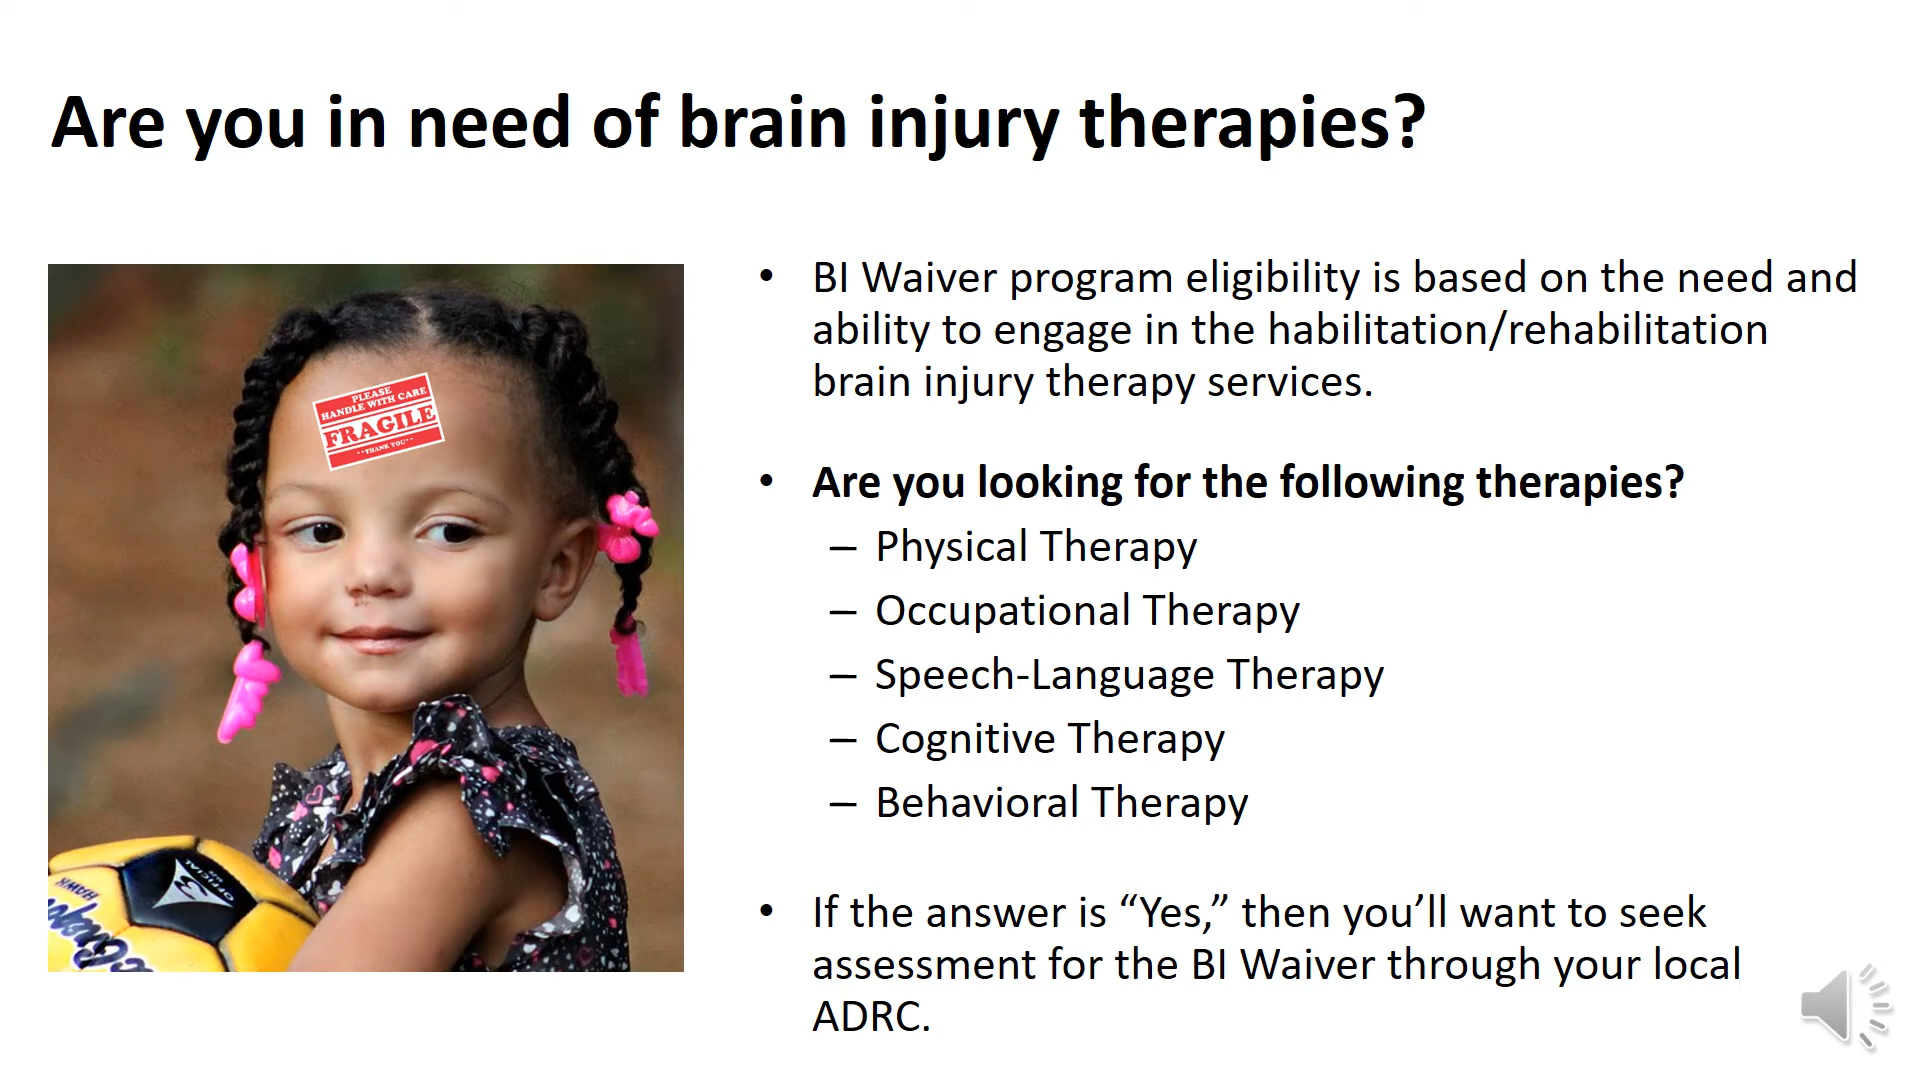 Are you in need of brain injury therapies?
PLEASE
HANDLE WITH CARE
FRAGILE
THANK YOU
OFFICIAL
3
HAWK
• BI Waiver program eligibility is based on the need and
ability to engage in the habilitation/rehabilitation
brain injury therapy services.
• Are you looking for the following therapies?
– Physical Therapy
– Occupational Therapy
– Speech-Language Therapy
– Cognitive Therapy
– Behavioral Therapy
• If the answer is “Yes,” then you’ll want to seek
assessment for the BI Waiver through your local
ADRC.